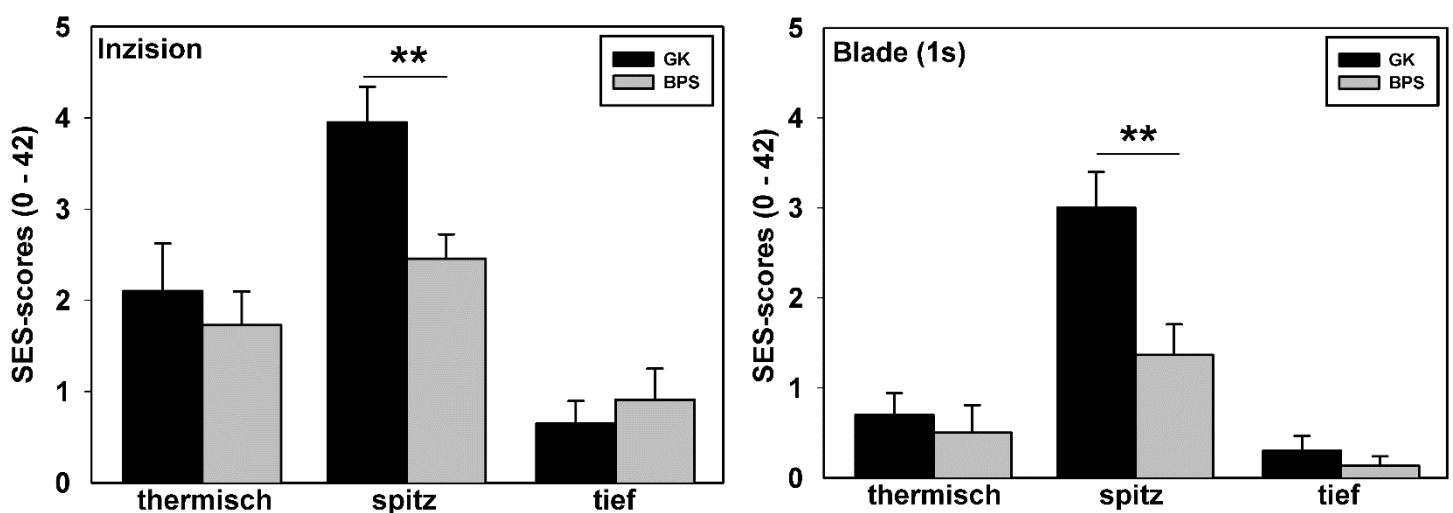 Inzision
GK
BPS
**
SES-scores (0 - 42)
5
4
3
2
1
0
thermisch spitz tief
Blade (1s)
GK
BPS
**
SES-scores (0 - 42)
5
4
3
2
1
0
thermisch spitz tief